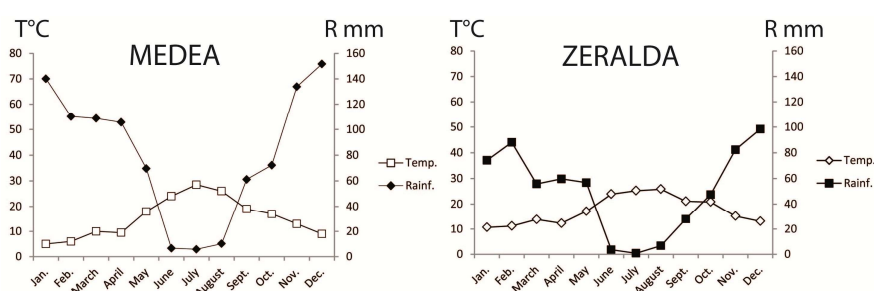 T°C
R mm
MEDEA
80
70
60
50
40
30
20
10
0
160
140
120
100
80
60
40
20
0
Temp.
Rainf.
Jan.
Feb.
March
April
May
June
July
August
Sept.
Oct.
Nov.
Dec.
T°C
R mm
ZERALDA
80
70
60
50
40
30
20
10
0
160
140
120
100
80
60
40
20
0
Temp.
Rainf.
Jan.
Feb.
March
April
May
June
July
August
Sept.
Oct.
Nov.
Dec.